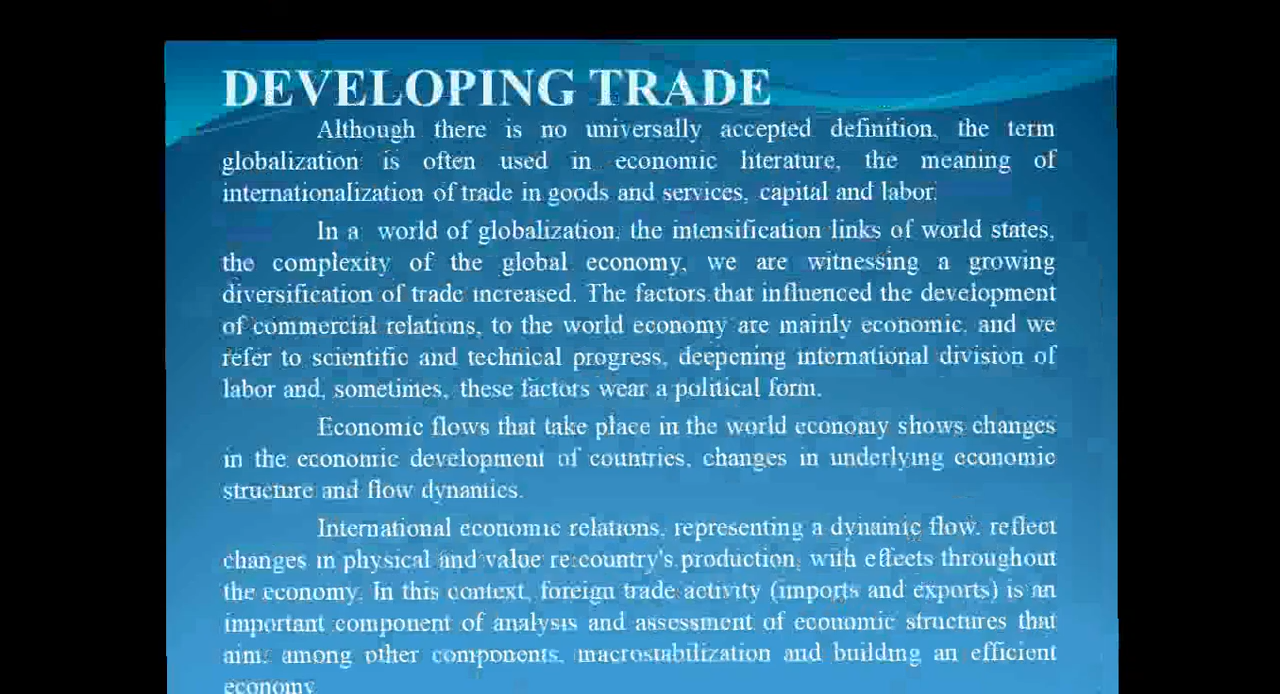 DEVELOPING TRADE
Although there is no universally accepted definition, the term
globalization is often used in economic literature, the meaning of
internationalization of trade in goods and services, capital and labor.
In a world of globalization, the intensification links of world states,
the complexity of the global economy, we are witnessing a growing
diversification of trade increased. The factors that influenced the development
of commercial relations, to the world economy are mainly economic, and we
refer to scientific and technical progress, deepening international division of
labor and, sometimes, these factors wear a political form.
Economic flows that take place in the world economy shows changes
in the economic development of countries, changes in underlying economic
structure and flow dynamics.
International economic relations, representing a dynamic flow, reflect
changes in physical and value re country's production, with effects throughout
the economy. In this context, foreign trade activity (imports and exports) is an
important component of analysis and assessment of economic structures that
aim, among other components, macrostabilization and building an efficient
economy